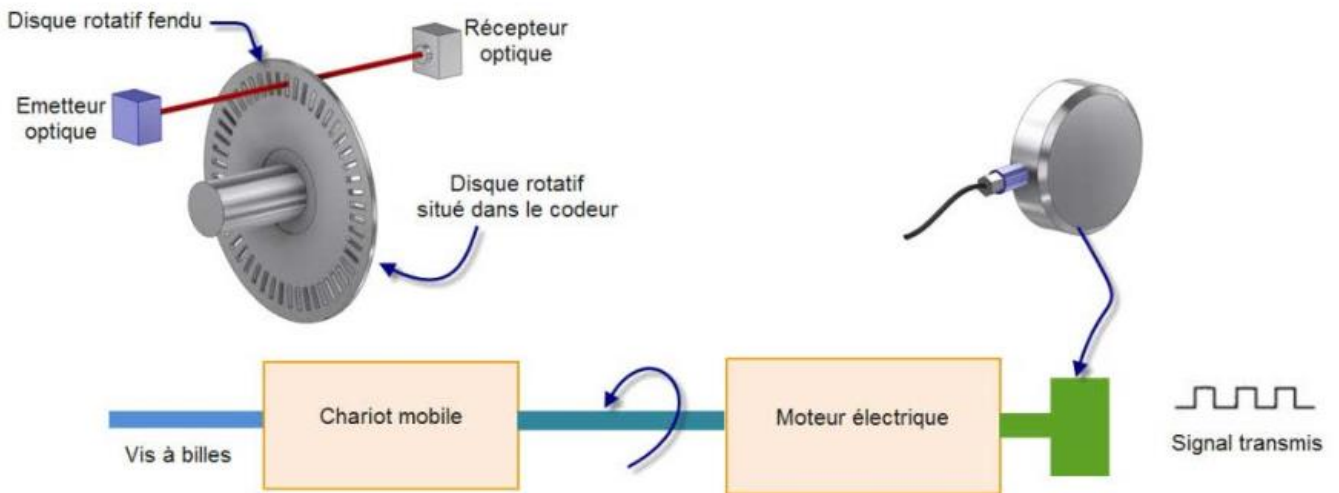 Disque rotatif fendu
Récepteur
optique
Emetteur
optique
Disque rotatif
situé dans le codeur
Chariot mobile
Moteur électrique
Vis à billes
Signal transmis